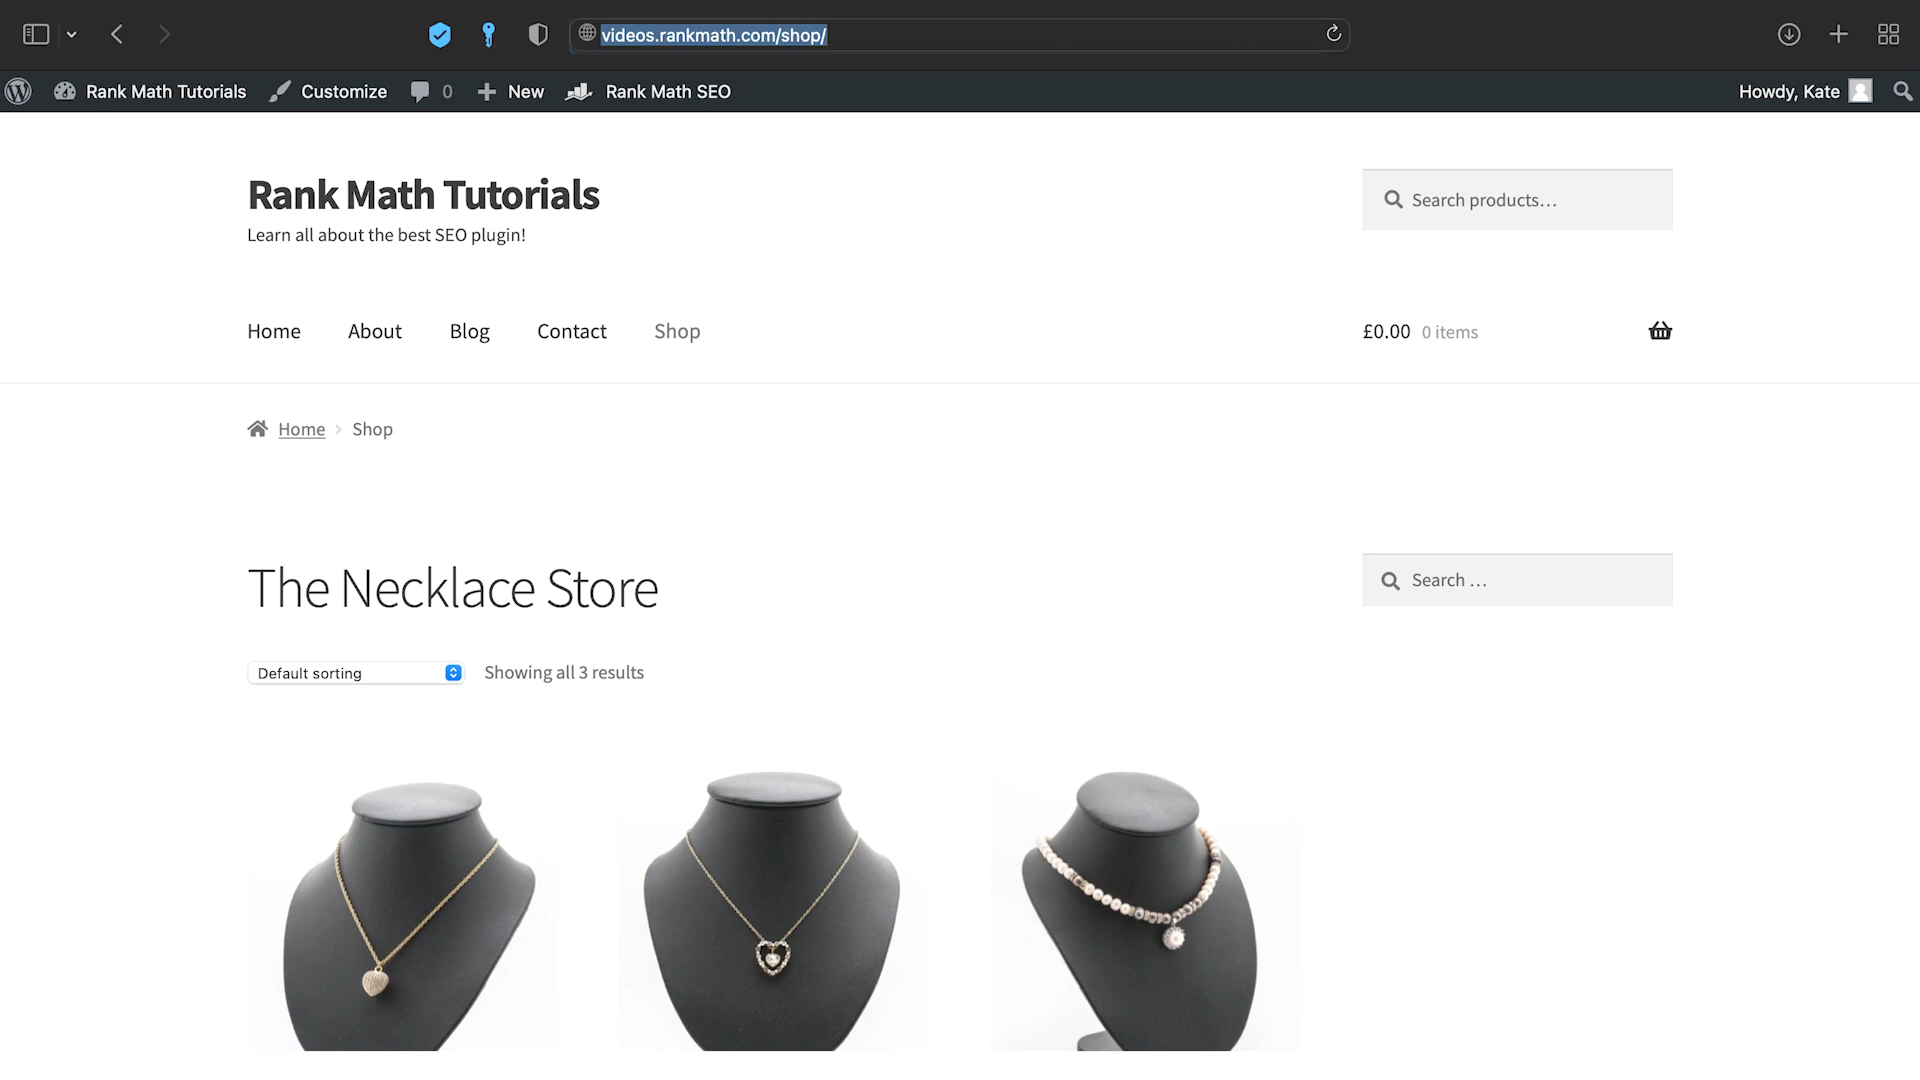 videos.rankmath.com/shop/
Rank Math Tutorials Customize 0 New Rank Math SEO Howdy, Kate
Rank Math Tutorials
Learn all about the best SEO plugin!
Search products…
Home About Blog Contact Shop £0.00 0 items
Home Shop
The Necklace Store
Search …
Default sorting Showing all 3 results